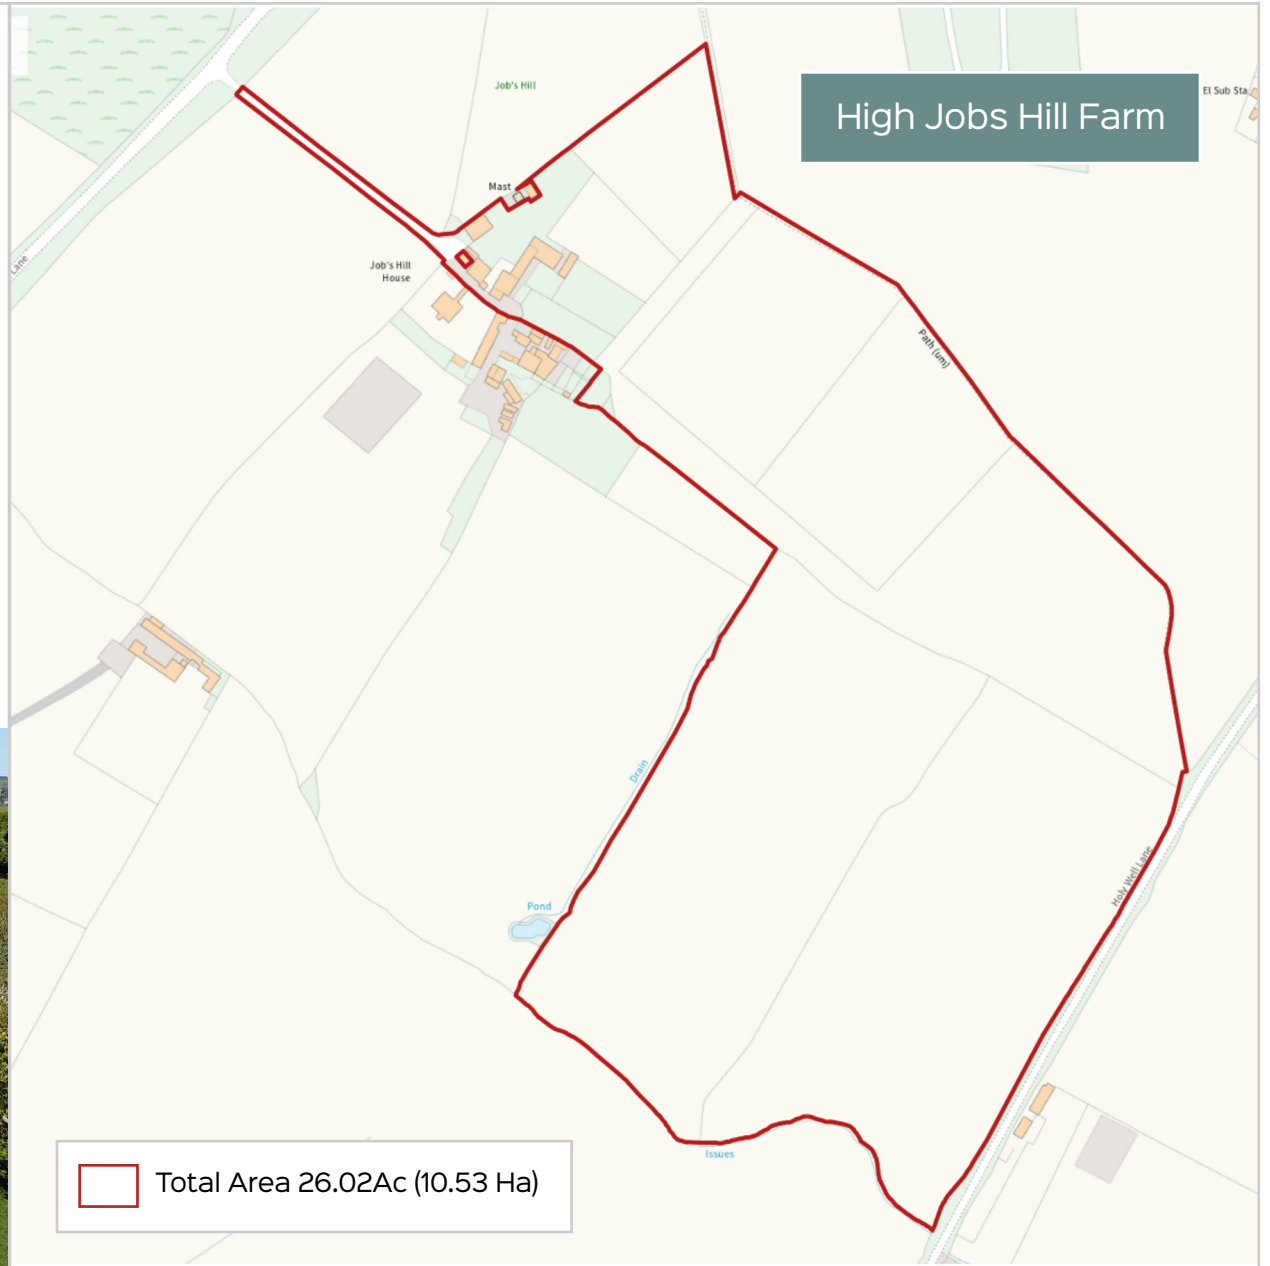 Job's Hill
High Jobs Hill Farm
El Sub Sta
Mast
Lane
Job's Hill
House
Path (um)
Drain
Holy Well Lane
Pond
Issues
Total Area 26.02Ac (10.53 Ha)